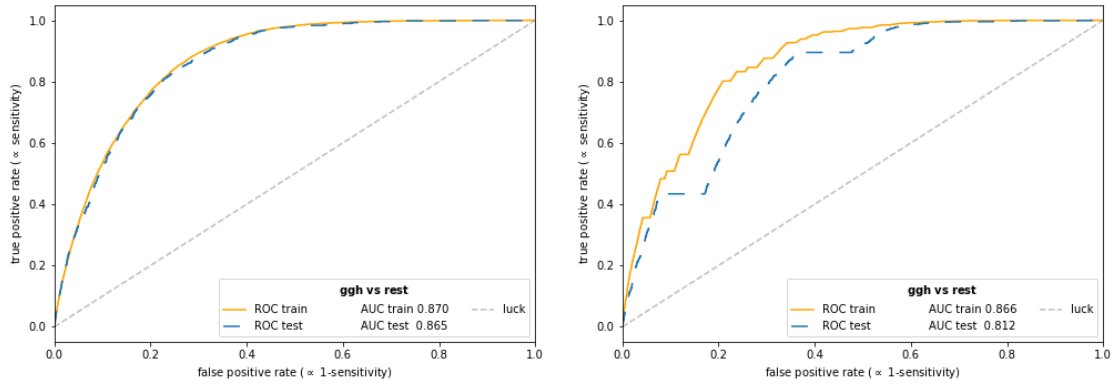 true positive rate ( ∝ sensitivity)
1.0
0.8
0.6
0.4
0.2
0.0
ggh vs rest
ROC train AUC train 0.870 luck
ROC test AUC test 0.865
0.0 0.2 0.4 0.6 0.8 1.0
false positive rate ( ∝ 1-sensitivity)
true positive rate ( ∝ sensitivity)
1.0
0.8
0.6
0.4
0.2
0.0
ggh vs rest
ROC train AUC train 0.866 luck
ROC test AUC test 0.812
0.0 0.2 0.4 0.6 0.8 1.0
false positive rate ( ∝ 1-sensitivity)